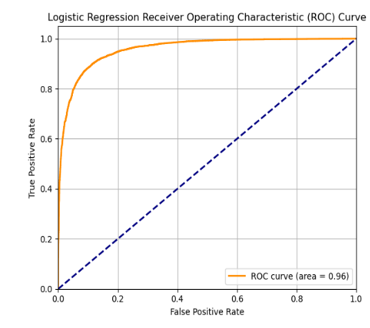 Logistic Regression Receiver Operating Characteristic (ROC) Curve
1.0
0.8
0.6
0.4
0.2
0.0
True Positive Rate
ROC curve (area = 0.96)
0.0 0.2 0.4 0.6 0.8 1.0
False Positive Rate